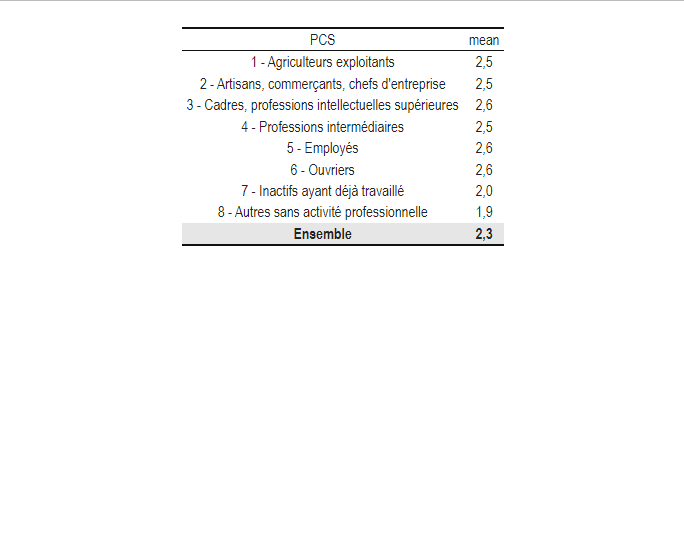 PCS mean
1 - Agriculteurs exploitants 2,5
2 - Artisans, commerçants, chefs d'entreprise 2,5
3 - Cadres, professions intellectuelles supérieures 2,6
4 - Professions intermédiaires 2,5
5 - Employés 2,6
6 - Ouvriers 2,6
7 - Inactifs ayant déjà travaillé 2,0
8 - Autres sans activité professionnelle 1,9
Ensemble 2,3